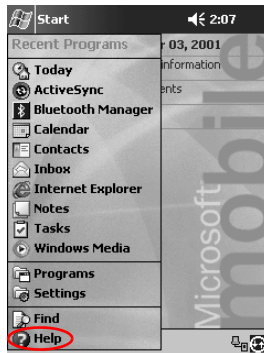 Start 2:07
Recent Programs r 03, 2001
Today information
ActiveSync ents
Bluetooth Manager
Calendar
Contacts
Inbox
Internet Explorer
Notes
Tasks
Windows Media
Programs
Settings
Find
Help
Microsoft
mobile